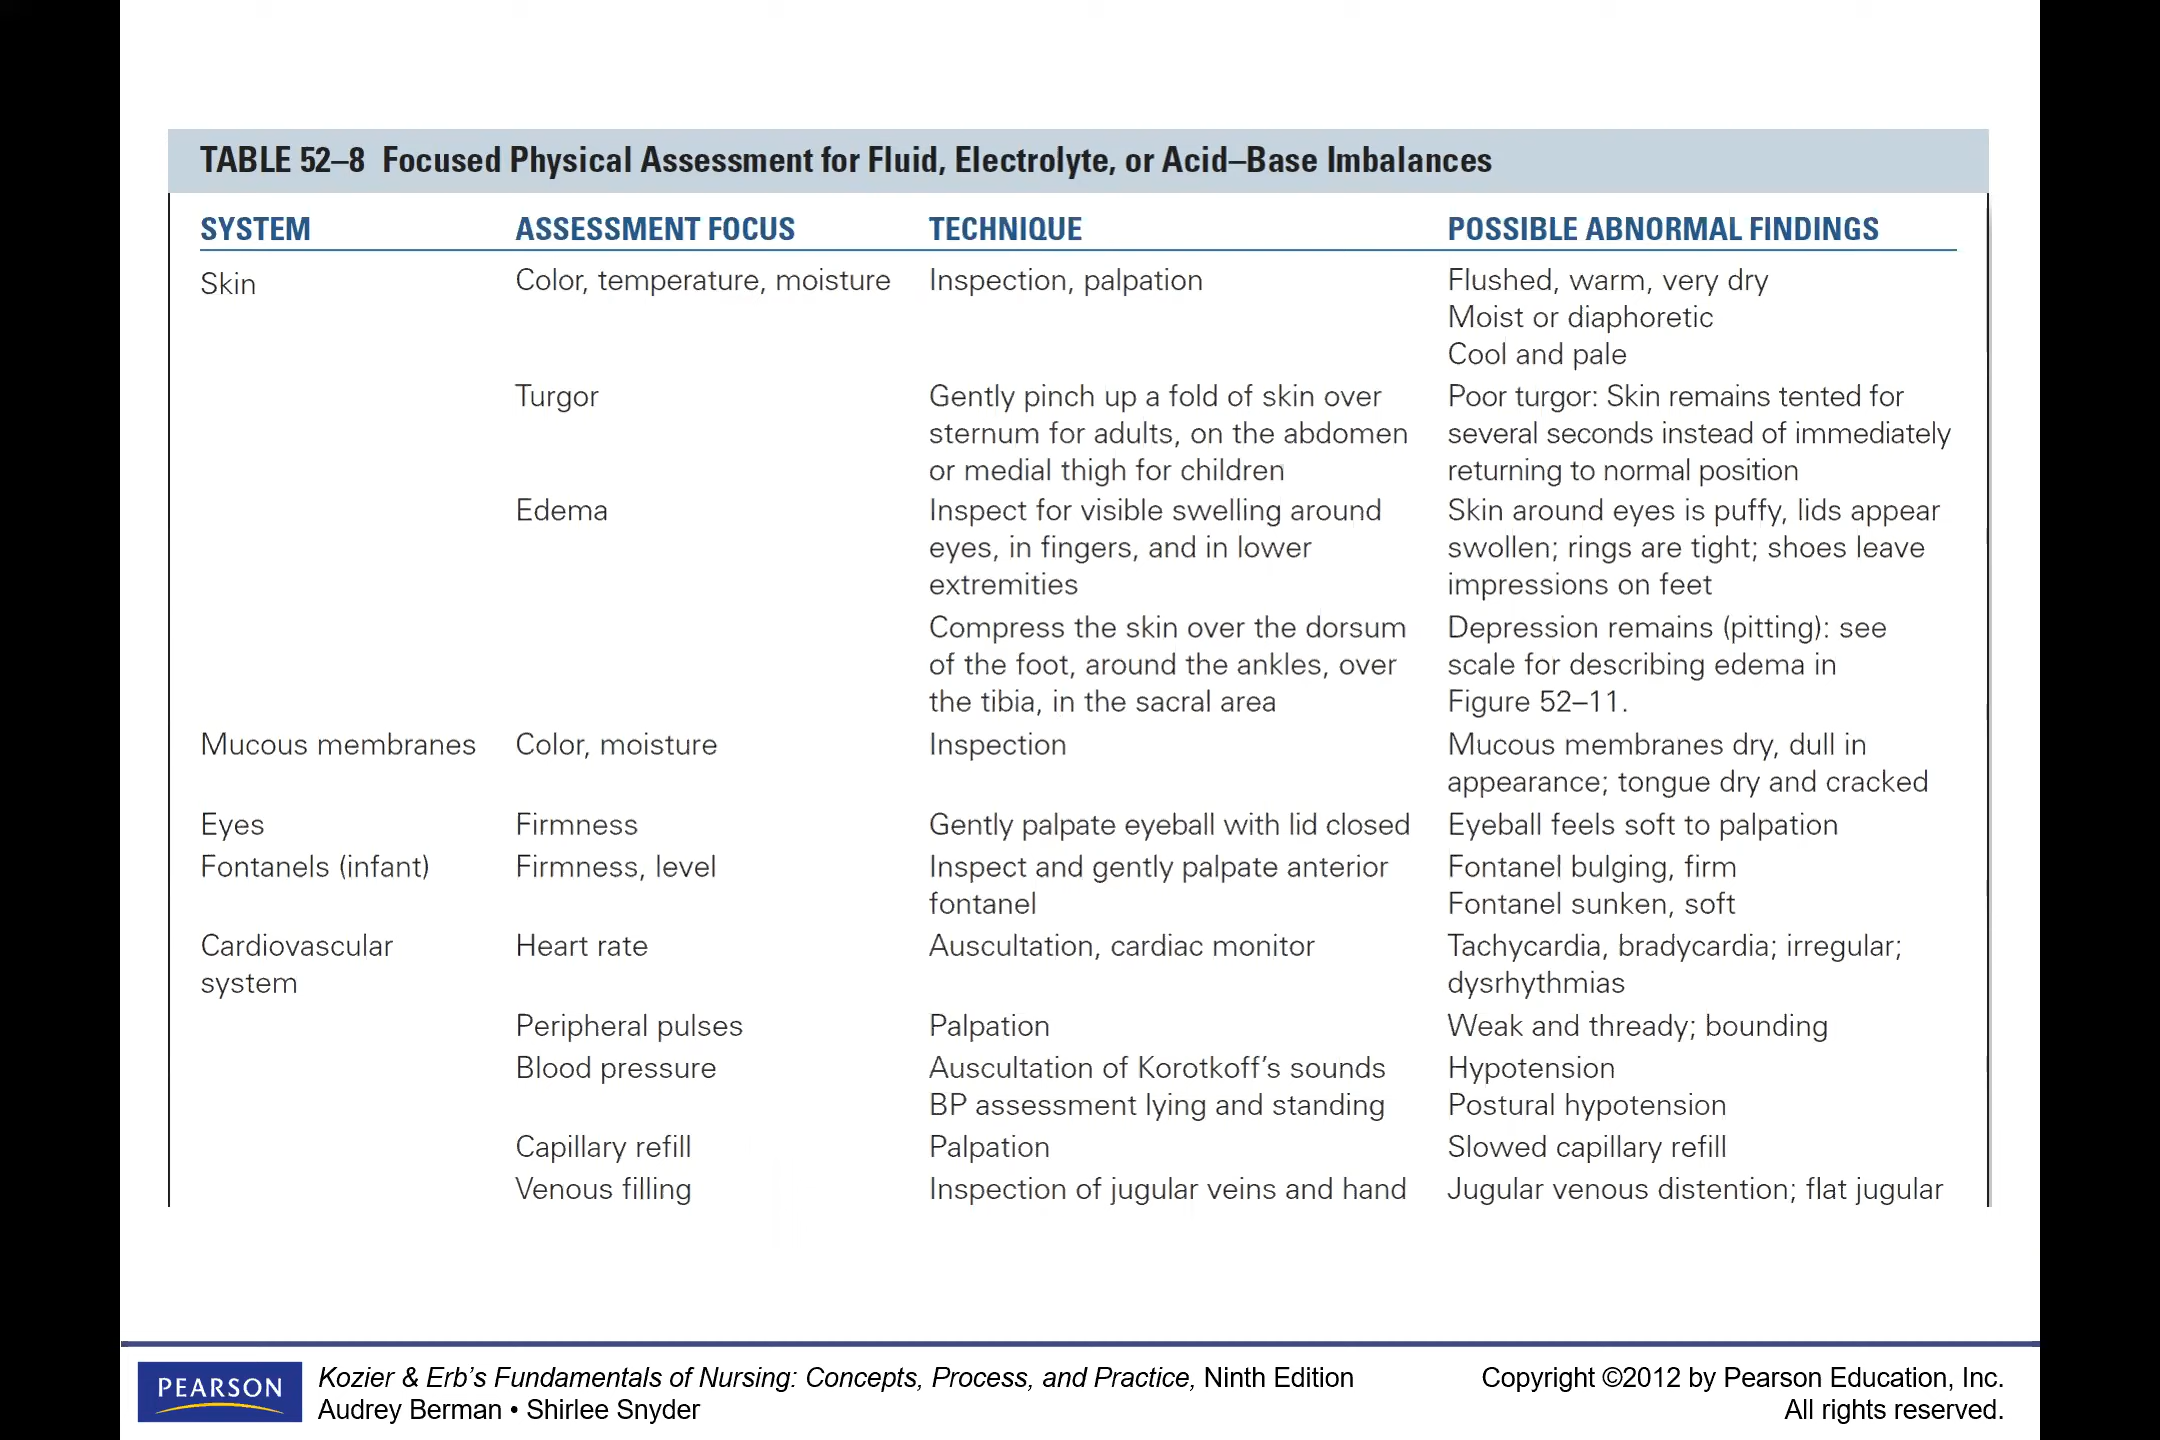 TABLE 52–8 Focused Physical Assessment for Fluid, Electrolyte, or Acid–Base Imbalances
SYSTEM ASSESSMENT FOCUS TECHNIQUE POSSIBLE ABNORMAL FINDINGS
Skin Color, temperature, moisture Inspection, palpation Flushed, warm, very dry
Moist or diaphoretic
Cool and pale
Turgor Gently pinch up a fold of skin over Poor turgor: Skin remains tented for
sternum for adults, on the abdomen several seconds instead of immediately
or medial thigh for children returning to normal position
Edema Inspect for visible swelling around Skin around eyes is puffy, lids appear
eyes, in fingers, and in lower swollen; rings are tight; shoes leave
extremities impressions on feet
Compress the skin over the dorsum Depression remains (pitting): see
of the foot, around the ankles, over scale for describing edema in
the tibia, in the sacral area Figure 52–11.
Mucous membranes Color, moisture Inspection Mucous membranes dry, dull in
appearance; tongue dry and cracked
Eyes Firmness Gently palpate eyeball with lid closed Eyeball feels soft to palpation
Fontanels (infant) Firmness, level Inspect and gently palpate anterior Fontanel bulging, firm
fontanel Fontanel sunken, soft
Cardiovascular Heart rate Auscultation, cardiac monitor Tachycardia, bradycardia; irregular;
system dysrhythmias
Peripheral pulses Palpation Weak and thready; bounding
Blood pressure Auscultation of Korotkoff's sounds Hypotension
BP assessment lying and standing Postural hypotension
Capillary refill Palpation Slowed capillary refill
Venous filling Inspection of jugular veins and hand Jugular venous distention; flat jugular
PEARSON
Kozier & Erb's Fundamentals of Nursing: Concepts, Process, and Practice, Ninth Edition
Audrey Berman • Shirlee Snyder
Copyright ©2012 by Pearson Education, Inc.
All rights reserved.